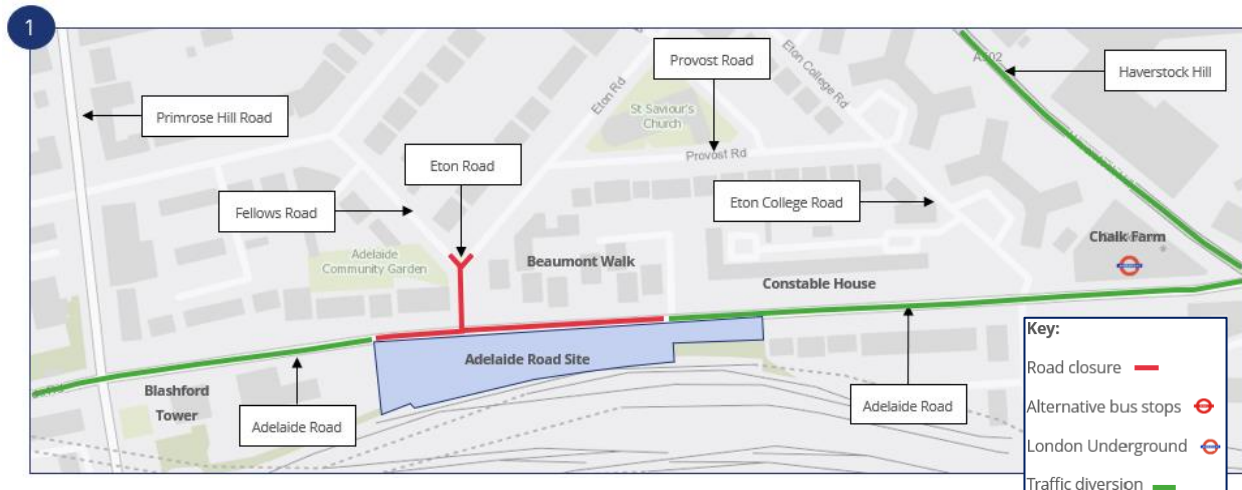 1
A502
Haverstock Hill
Provost Road
Eton College Rd
Eton Rd
St Saviour's
Church
Primrose Hill Road
Eton Road
Provost Rd
Fellows Road
Eton College Road
Adelaide
Community Garden
Beaumont Walk
Chalk Farm
Constable House
Adelaide Road Site
Blashford
Tower
Adelaide Road
Adelaide Road
Key:
Road closure
Alternative bus stops
London Underground
Traffic diversion